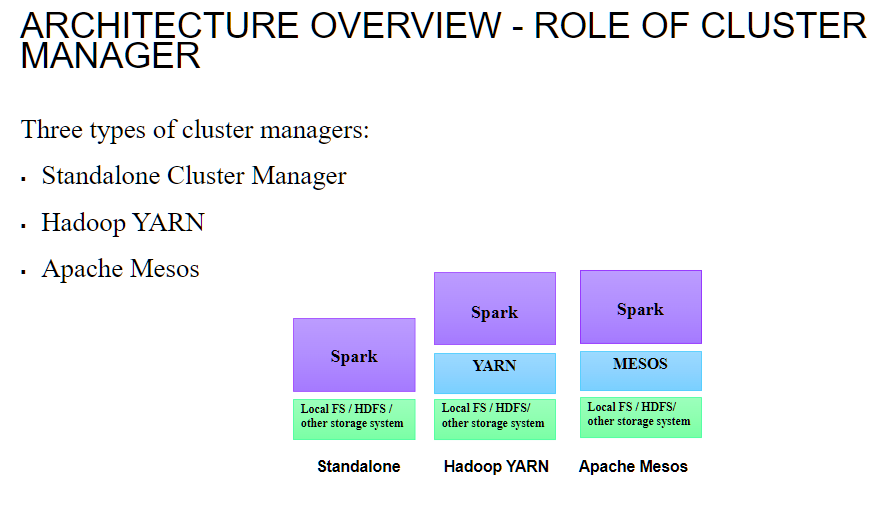 ARCHITECTURE OVERVIEW - ROLE OF CLUSTER
MANAGER
Three types of cluster managers:
▪ Standalone Cluster Manager
▪ Hadoop YARN
▪ Apache Mesos
Spark
Local FS / HDFS /
other storage system
Standalone
Spark
YARN
Local FS / HDFS/
other storage system
Hadoop YARN
Spark
MESOS
Local FS / HDFS/
other storage system
Apache Mesos